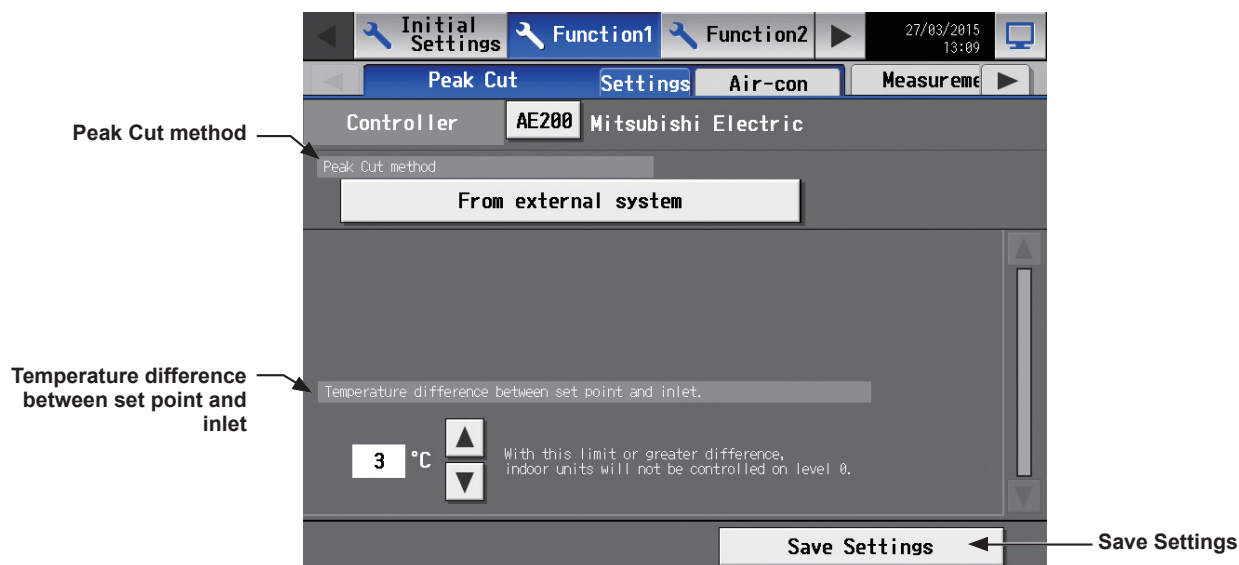 Initial
Settings
Function1
Function2
27/03/2015
13:09
Peak Cut
Settings
Air-con
Measureme
Controller
AE200
Mitsubishi Electric
Peak Cut method
Peak Cut method
From external system
Temperature difference
between set point and
inlet
Temperature difference between set point and inlet.
3
°C
With this limit or greater difference,
indoor units will not be controlled on level 0.
Save Settings
Save Settings